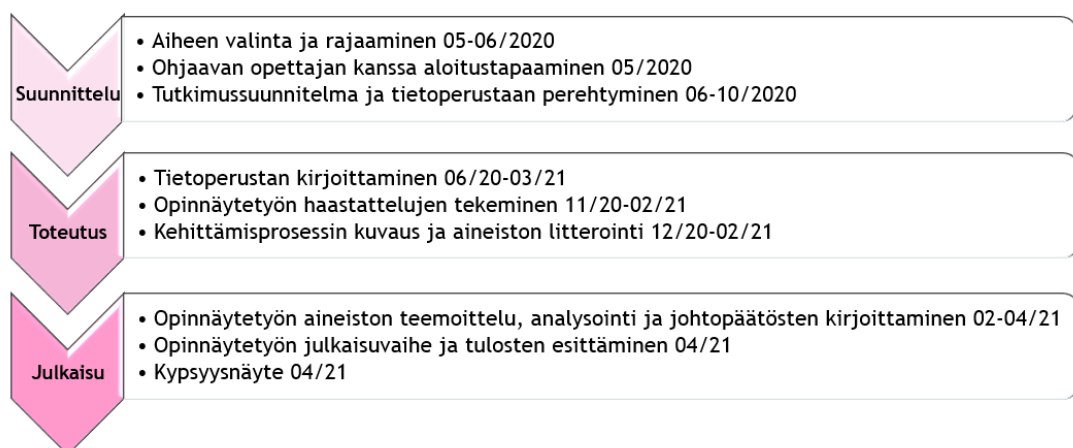 Suunnittelu
• Aiheen valinta ja rajaaminen 05-06/2020
• Ohjaavan opettajan kanssa aloitustapaaminen 05/2020
• Tutkimussuunnitelma ja tietoperustaan perehtyminen 06-10/2020
Toteutus
• Tietoperustan kirjoittaminen 06/20-03/21
• Opinnäytetyön haastattelujen tekeminen 11/20-02/21
• Kehittämisprosessin kuvaus ja aineiston litterointi 12/20-02/21
Julkaisu
• Opinnäytetyön aineiston teemoittelu, analysointi ja johtopäätösten kirjoittaminen 02-04/21
• Opinnäytetyön julkaisuvaihe ja tulosten esittäminen 04/21
• Kypsyysnäyte 04/21